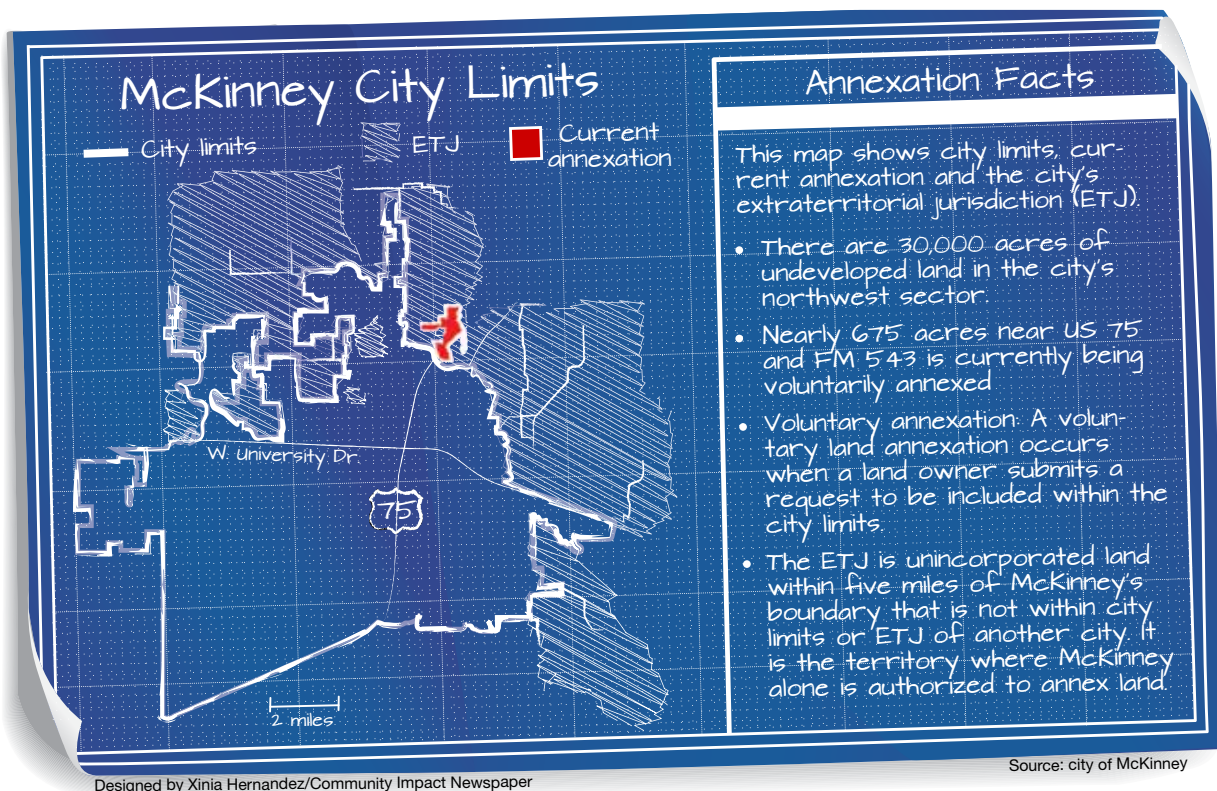 McKinney City Limits
City limits
ETJ
Current
annexation
W. University Dr.
75
2 miles
Annexation Facts
This map shows city limits, cur-
rent annexation and the city's
extraterritorial jurisdiction (ETJ).
• There are 30,000 acres of
undeveloped land in the city's
northwest sector.
• Nearly 675 acres near US 75
and FM 543 is currently being
voluntarily annexed
• Voluntary annexation: A volun-
tary land annexation occurs
when a land owner submits a
request to be included within the
city limits.
• The ETJ is unincorporated land
within five miles of McKinney's
boundary that is not within city
limits or ETJ of another city. It
is the territory where McKinney
alone is authorized to annex land.
Designed by Xinia Hernandez/Community Impact Newspaper
Source: city of McKinney